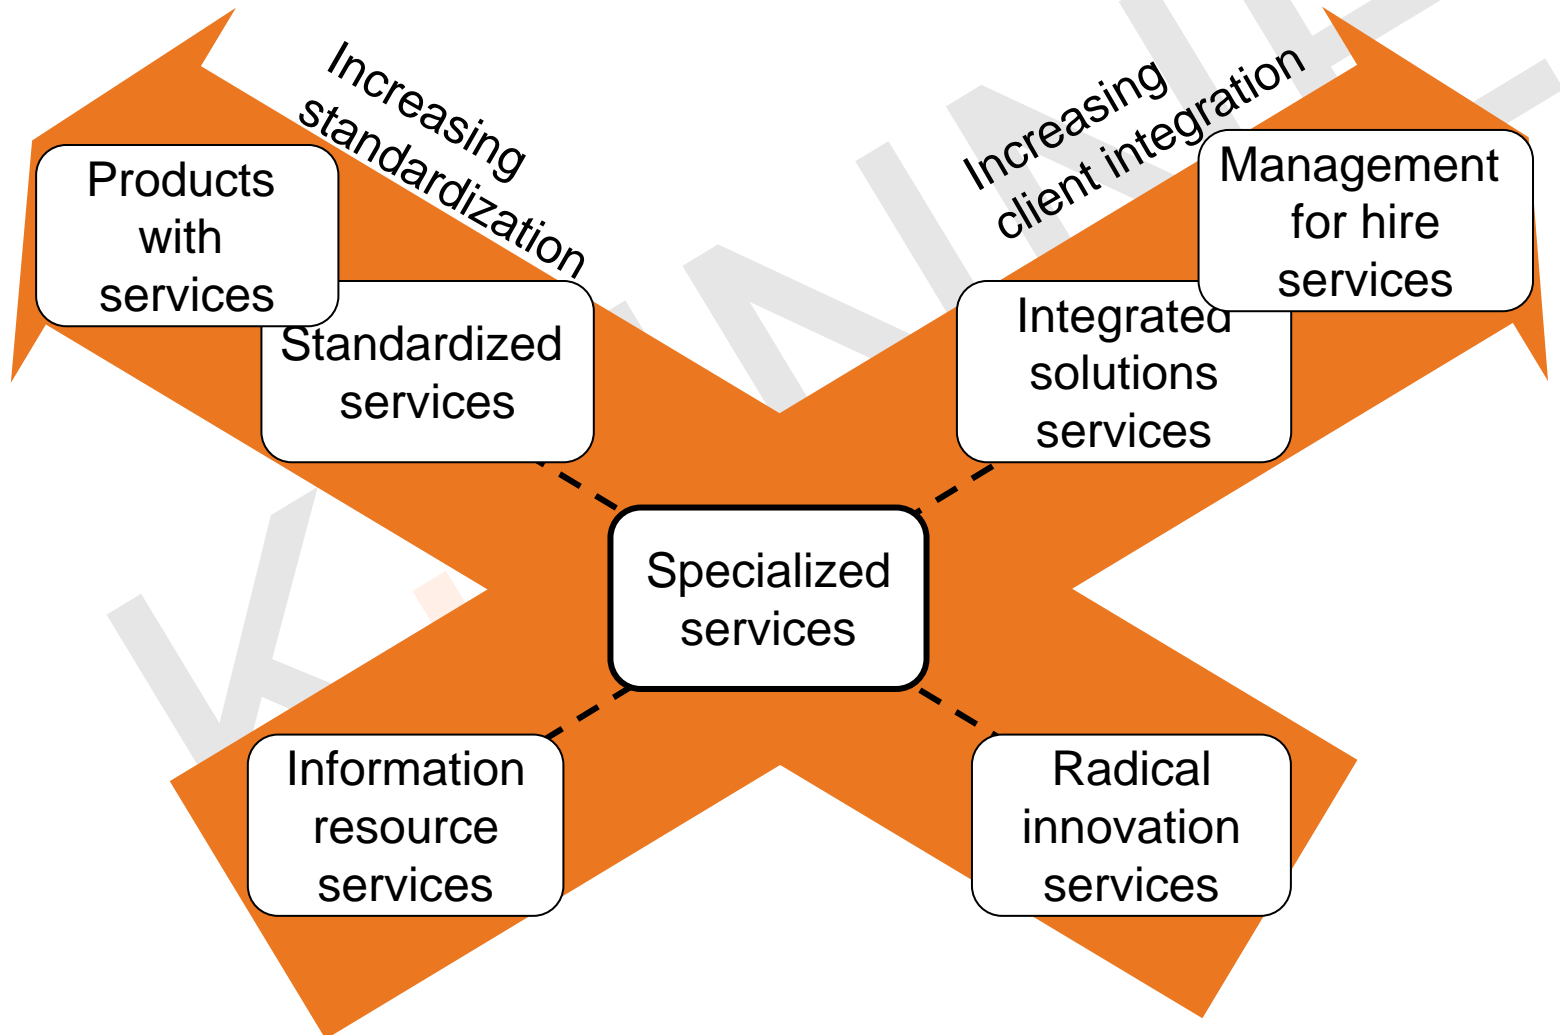 Increasing
standardization
Increasing
client integration
Products
with
services
Standardized
services
Management
for hire
services
Integrated
solutions
services
Specialized
services
Information
resource
services
Radical
innovation
services